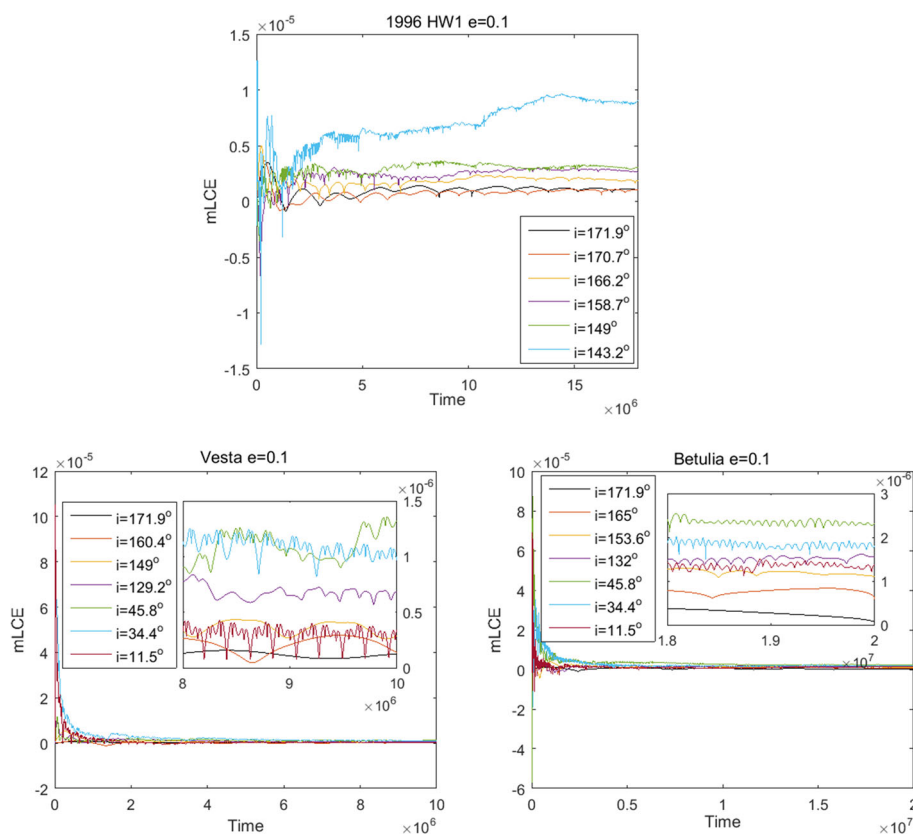 1996 HW1 e=0.1
×10⁻⁵
1.5
1
0.5
0
-0.5
-1
-1.5
mLCE
i=171.9°
i=170.7°
i=166.2°
i=158.7°
i=149°
i=143.2°
0 5 10 15
Time
×10⁶
Vesta e=0.1
×10⁻⁵
12
10
8
6
4
2
0
-2
mLCE
i=171.9°
i=160.4°
i=149°
i=129.2°
i=45.8°
i=34.4°
i=11.5°
×10⁻⁶
1.5
1
0.5
0
8 9 10
×10⁶
0 2 4 6 8 10
Time
×10⁶
Betulia e=0.1
×10⁻⁵
10
8
6
4
2
0
-2
-4
-6
mLCE
i=171.9°
i=165°
i=153.6°
i=132°
i=45.8°
i=34.4°
i=11.5°
×10⁻⁶
3
2
1
0
1.8 1.9 2
×10⁷
0 0.5 1 1.5 2
Time
×10⁷